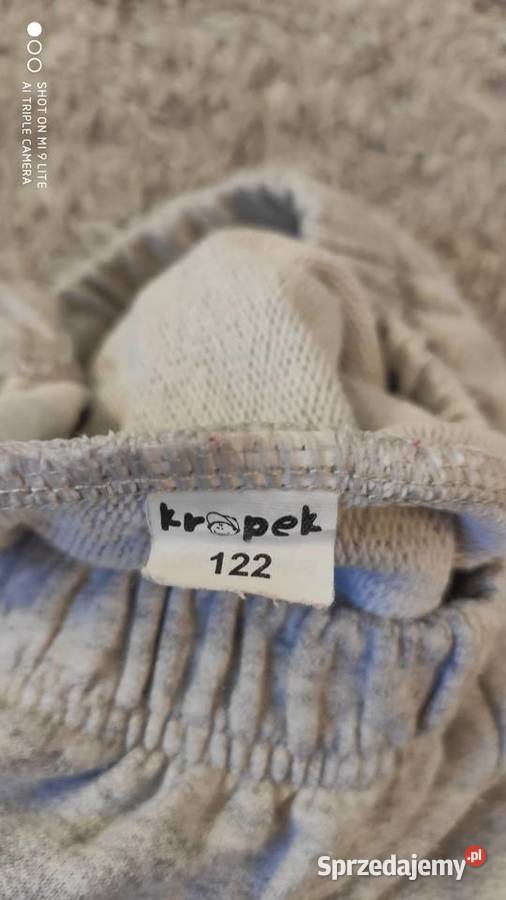 SHOT ON MI 9 LITE
AI TRIPLE CAMERA
kropek
122
Sprzedajemy.pl